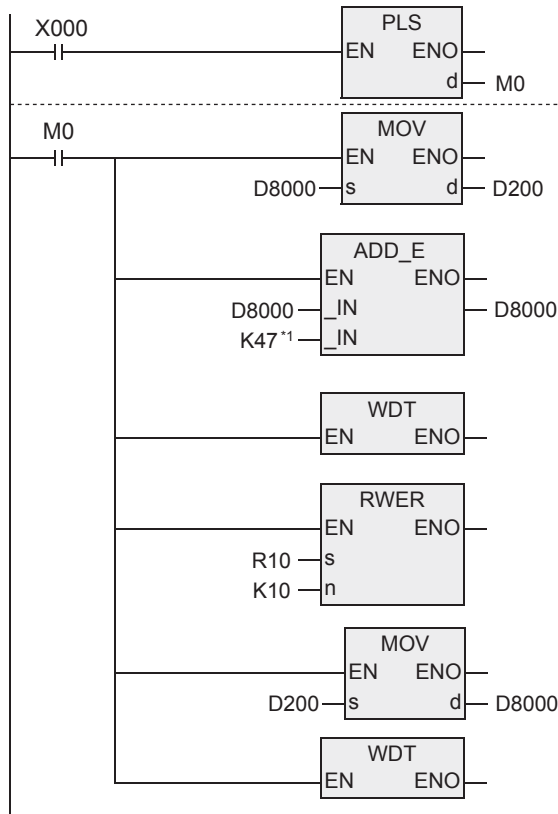 X000
PLS
EN ENO
d M0
M0
MOV
EN ENO
D8000 s d D200
ADD_E
EN ENO
D8000 _IN D8000
K47*1 _IN
WDT
EN ENO
RWER
EN ENO
R10 s
K10 n
MOV
EN ENO
D200 s d D8000
WDT
EN ENO